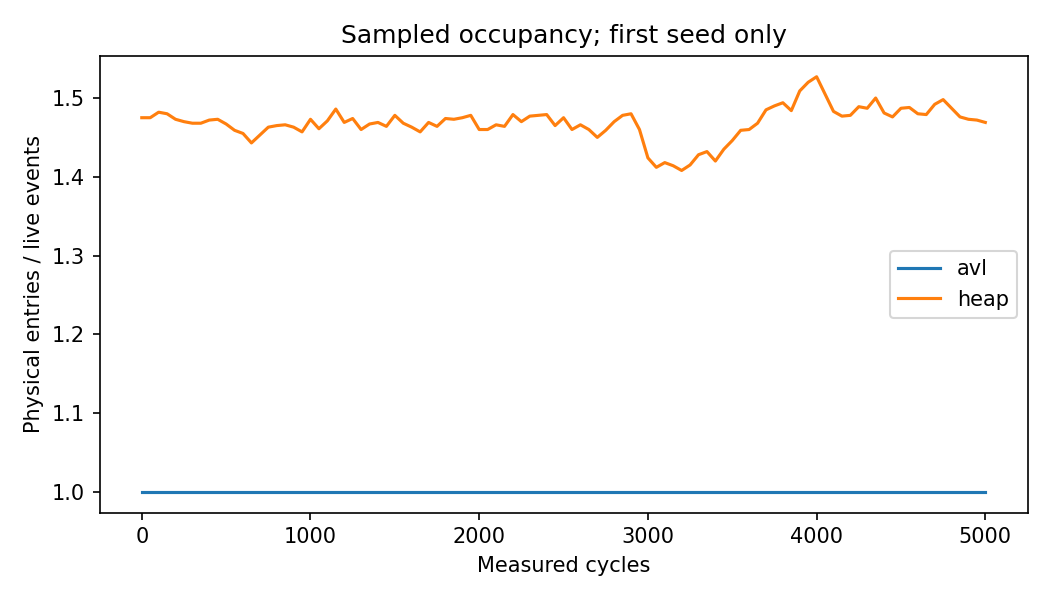 Sampled occupancy; first seed only
Physical entries / live events
1.5
1.4
1.3
1.2
1.1
1.0
avl
heap
0
1000
2000
3000
4000
5000
Measured cycles